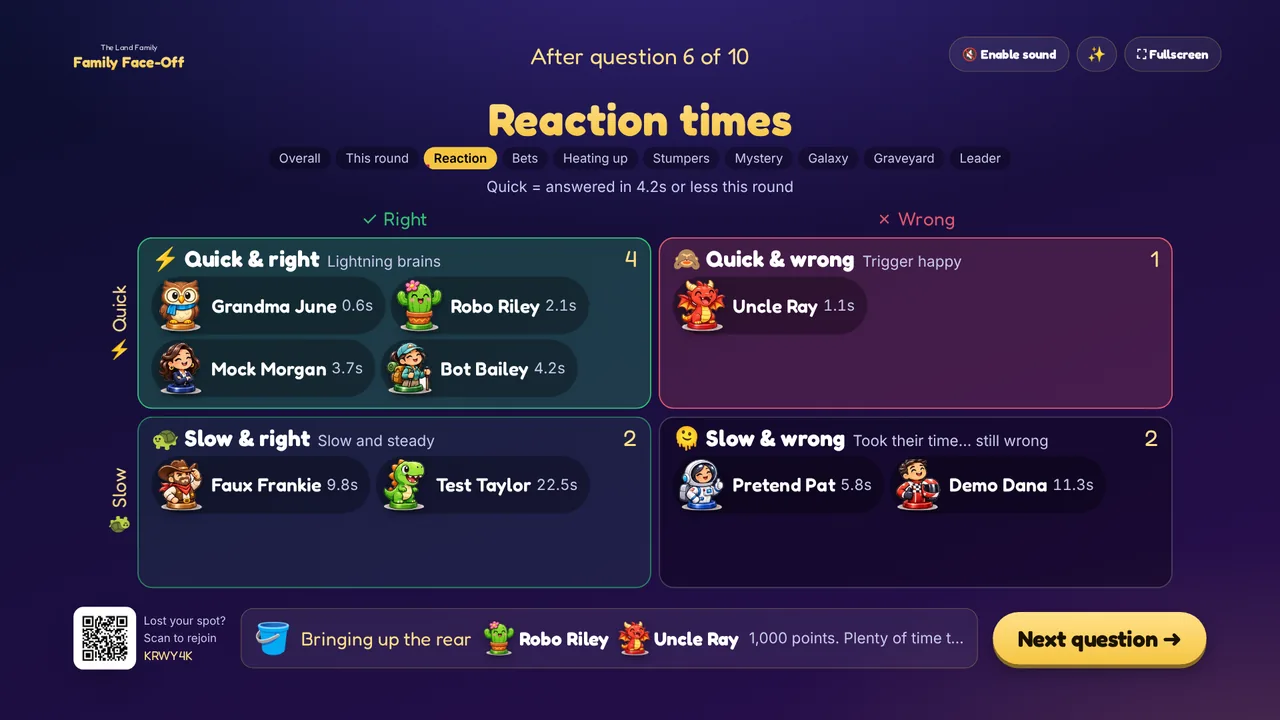 The Land Family
Family Face-Off
After question 6 of 10
Enable sound
Fullscreen
Reaction times
Overall
This round
Reaction
Bets
Heating up
Stumpers
Mystery
Galaxy
Graveyard
Leader
Quick = answered in 4.2s or less this round
✓ Right
✕ Wrong
Quick
Quick & right Lightning brains 4
Grandma June 0.6s
Robo Riley 2.1s
Mock Morgan 3.7s
Bot Bailey 4.2s
Quick & wrong Trigger happy 1
Uncle Ray 1.1s
Slow
Slow & right Slow and steady 2
Faux Frankie 9.8s
Test Taylor 22.5s
Slow & wrong Took their time... still wrong 2
Pretend Pat 5.8s
Demo Dana 11.3s
Lost your spot?
Scan to rejoin
KRWY4K
Bringing up the rear Robo Riley Uncle Ray 1,000 points. Plenty of time t...
Next question →